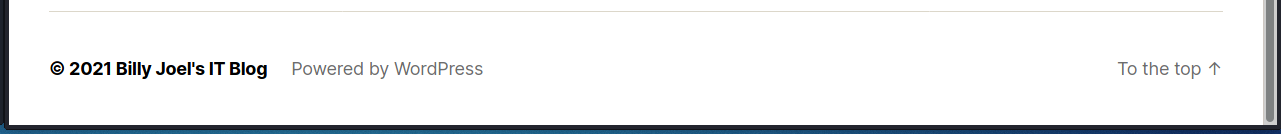 © 2021 Billy Joel's IT Blog Powered by WordPress To the top ↑